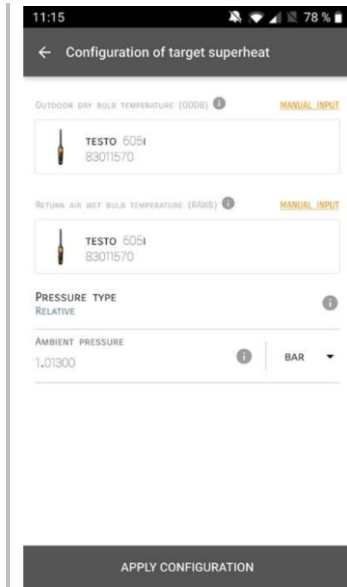 11:15 78 %
Configuration of target superheat
OUTDOOR DRY BULB TEMPERATURE (ODDB) MANUAL INPUT
TESTO 605I
83011570
RETURN AIR WET BULB TEMPERATURE (RAWB) MANUAL INPUT
TESTO 605I
83011570
PRESSURE TYPE
RELATIVE
AMBIENT PRESSURE
1,01300 BAR
APPLY CONFIGURATION